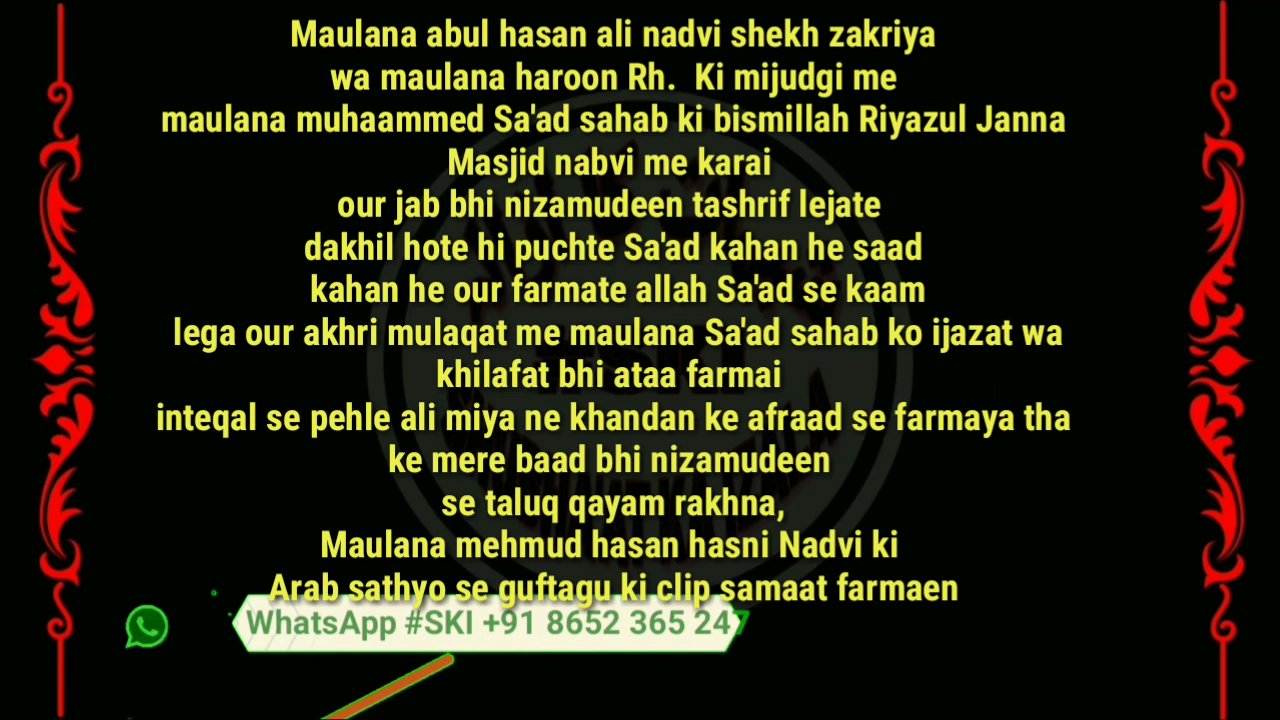 Maulana abul hasan ali nadvi shekh zakriya
wa maulana haroon Rh. Ki mijudgi me
maulana muhaammed Sa'ad sahab ki bismillah Riyazul Janna
Masjid nabvi me karai
our jab bhi nizamudeen tashrif lejate
dakhil hote hi puchte Sa'ad kahan he saad
kahan he our farmate allah Sa'ad se kaam
lega our akhri mulaqat me maulana Sa'ad sahab ko ijazat wa
khilafat bhi ataa farmai
inteqal se pehle ali miya ne khandan ke afraad se farmaya tha
ke mere baad bhi nizamudeen
se taluq qayam rakhna,
Maulana mehmud hasan hasni Nadvi ki
Arab sathyo se guftagu ki clip samaat farmaen
WhatsApp #SKI +91 8652 365 247